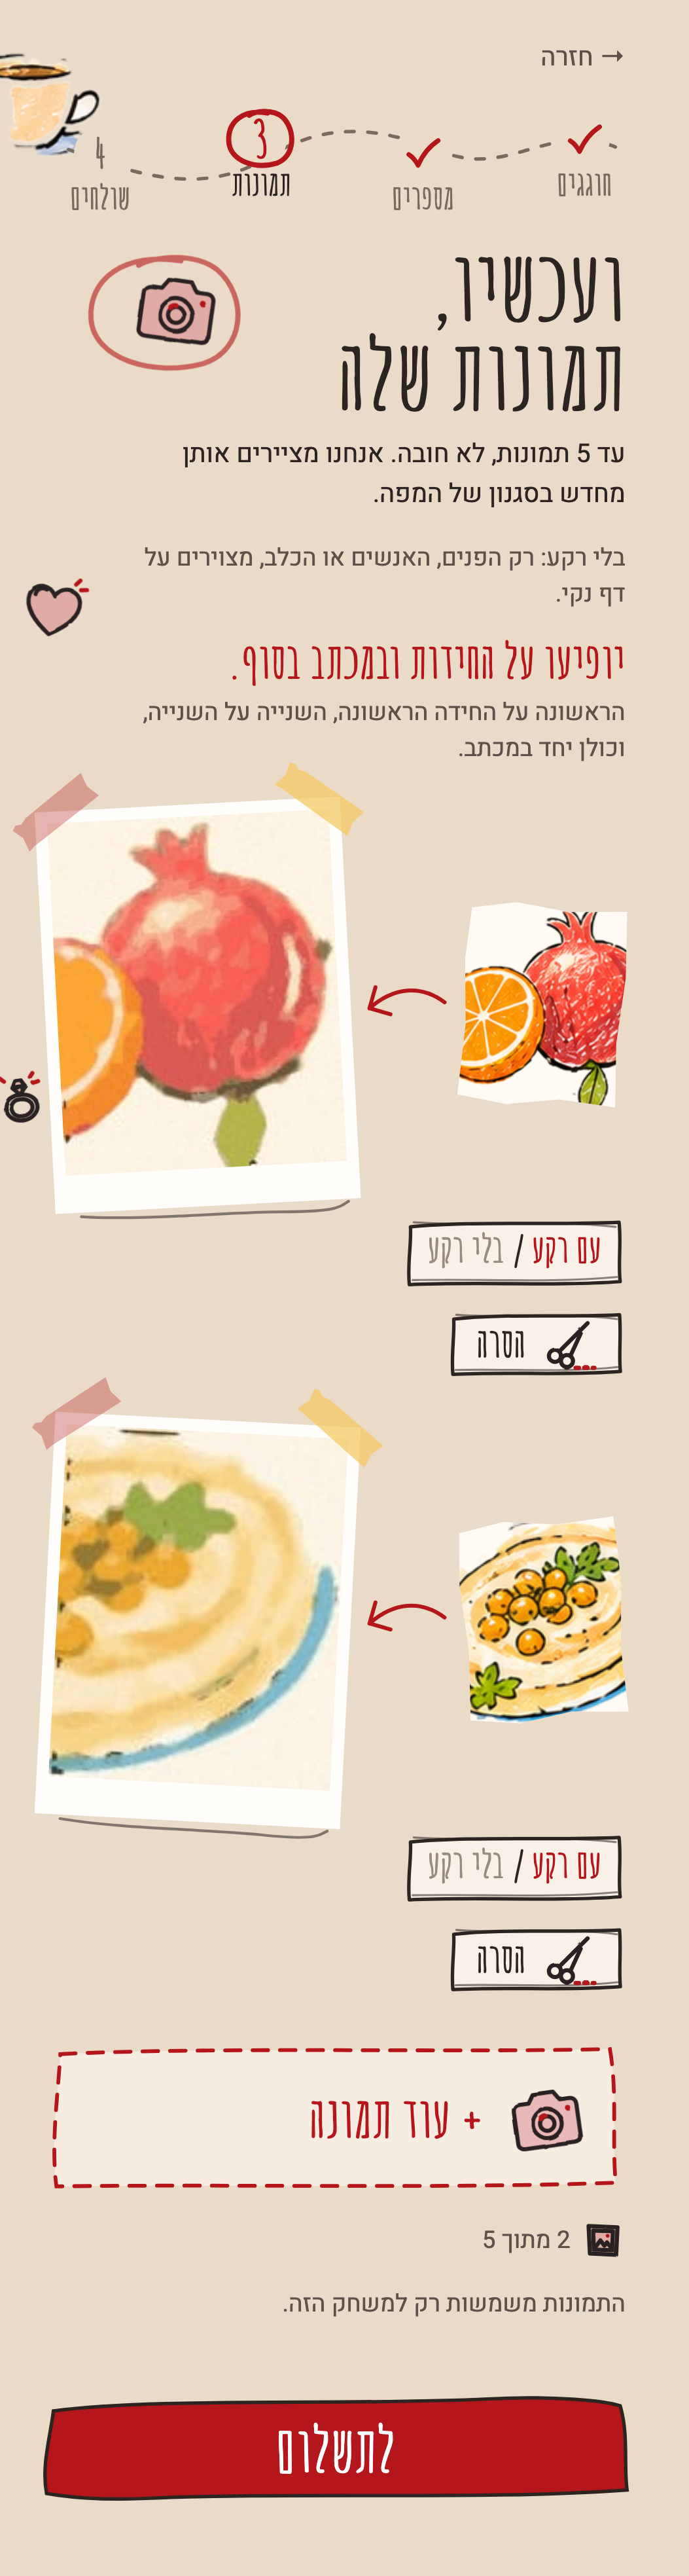 → חזרה
חוגגים
מספרים
3
תמונות
4
שולחים
ועכשיו,
תמונות שלה
עד 5 תמונות, לא חובה. אנחנו מציירים אותן
מחדש בסגנון של המפה.
בלי רקע: רק הפנים, האנשים או הכלב, מצוירים על
דף נקי.
יופיעו על החידות ובמכתב בסוף.
הראשונה על החידה הראשונה, השנייה על השנייה,
וכולן יחד במכתב.
עם רקע / בלי רקע
הסרה
עם רקע / בלי רקע
הסרה
+ עוד תמונה
2 מתוך 5
התמונות משמשות רק למשחק הזה.
לתשלום